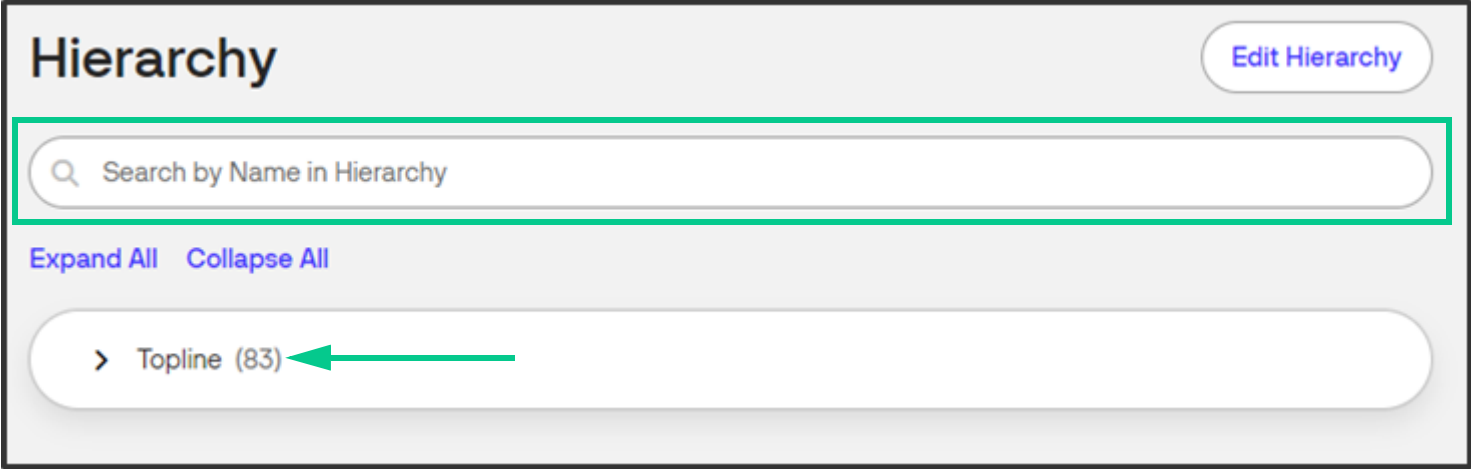 Hierarchy
Edit Hierarchy
Search by Name in Hierarchy
Expand All Collapse All
Topline (83)